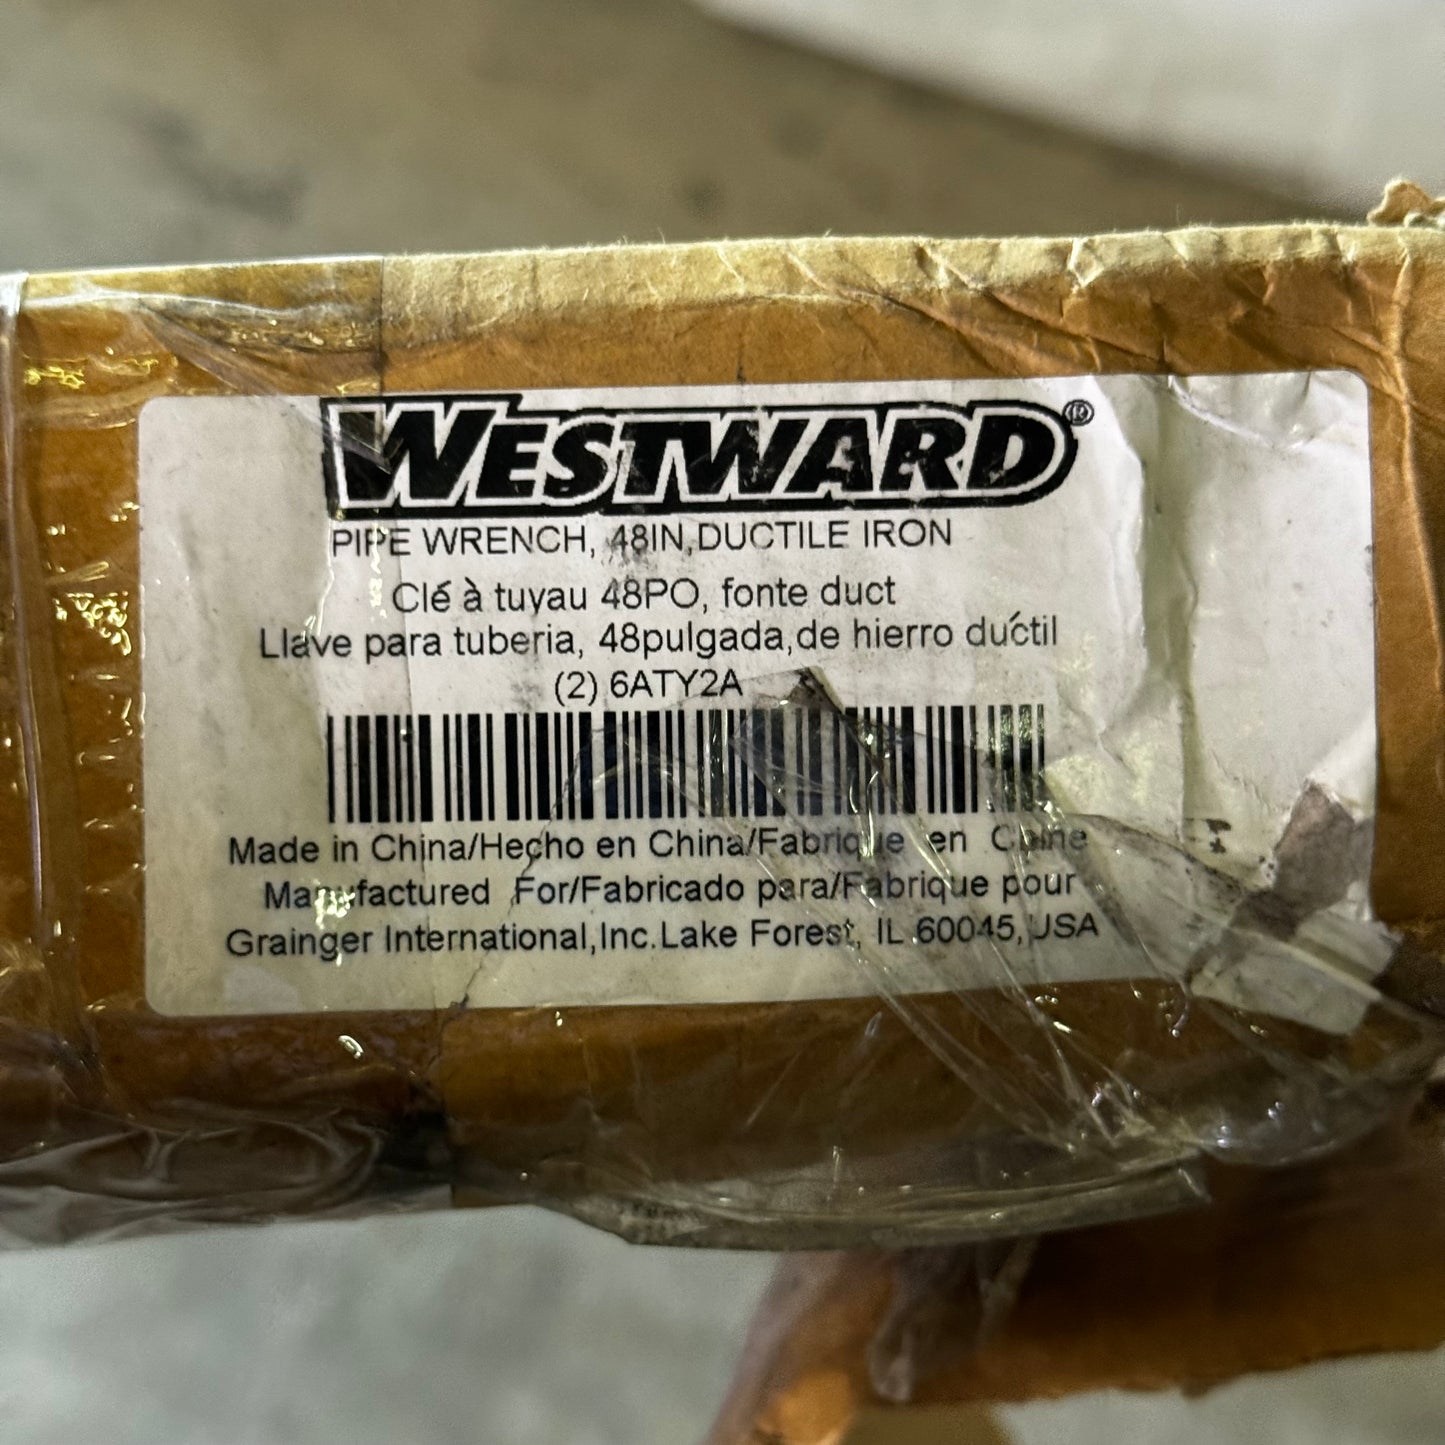 WESTWARD®
PIPE WRENCH, 48IN,DUCTILE IRON
Clé à tuyau 48PO, fonte duct
Llave para tuberia, 48pulgada,de hierro dúctil
(2) 6ATY2A
Made in China/Hecho en China/Fabrique en Chine
Manufactured For/Fabricado para/Fabrique pour
Grainger International,Inc.Lake Forest, IL 60045,USA